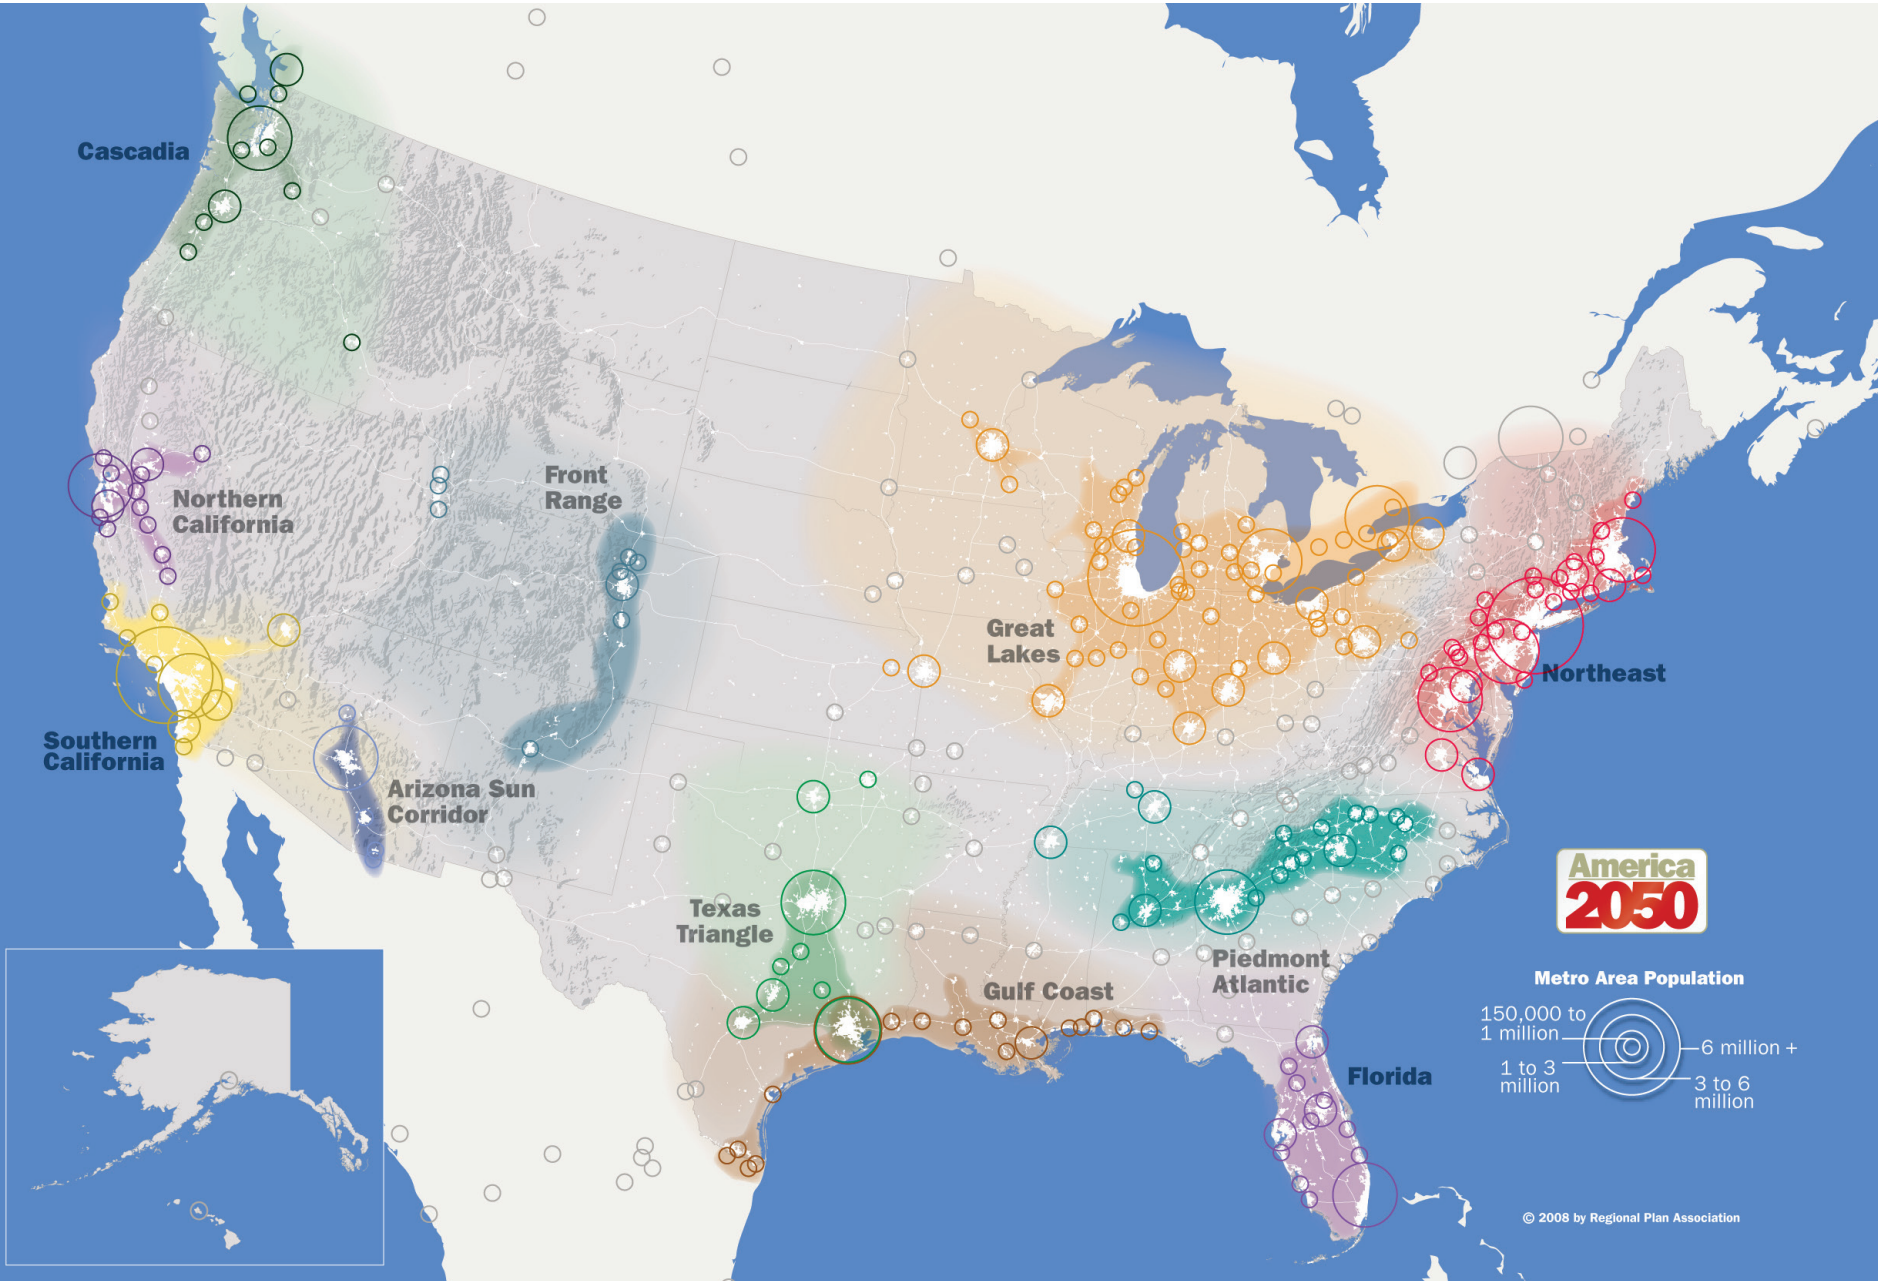 Cascadia
Front
Range
Northern
California
Great
Lakes
Northeast
Southern
California
Arizona Sun
Corridor
Texas
Triangle
Piedmont
Atlantic
Gulf Coast
Florida
America
2050
Metro Area Population
150,000 to
1 million
6 million +
1 to 3
million
3 to 6
million
© 2008 by Regional Plan Association